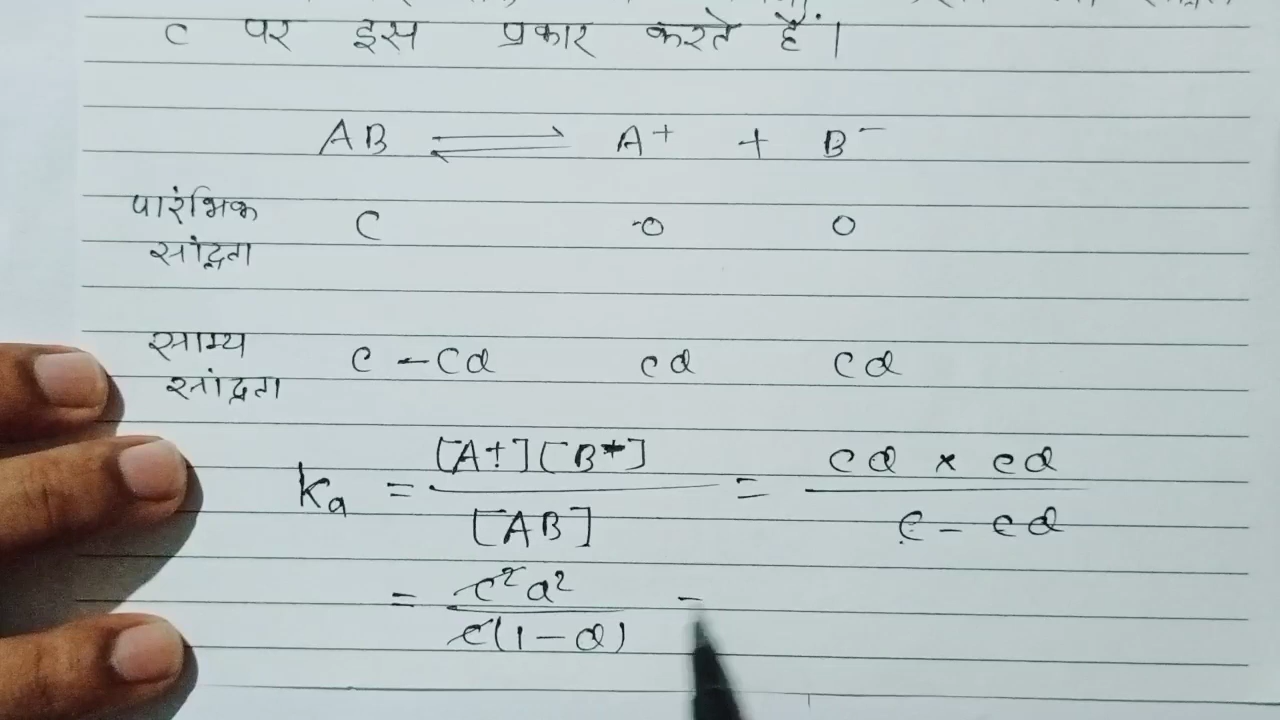 C पर इस प्रकार करते हैं।
AB ⇌ A+ + B-
पारंभिक सांद्रता C 0 0
साम्य सांद्रता C - Cα Cα Cα
Ka = [A+][B+] / [AB] = Cα × Cα / C - Cα
= C²α² / C(1-α) -